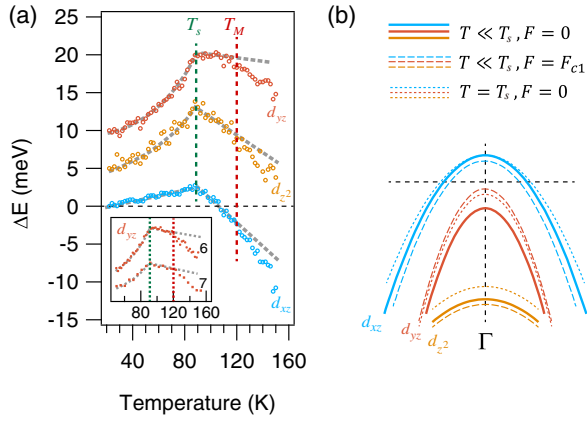 (a)
T_s T_M
25
20
15
10
5
0
-5
-10
-15
ΔE (meV)
d_yz
d_z²
d_xz
d_yz
6
7
80 120 160
40 80 120 160
Temperature (K)
(b)
T ≪ T_s , F = 0
T ≪ T_s , F = F_c1
T = T_s , F = 0
d_xz
d_yz
d_z²
Γ